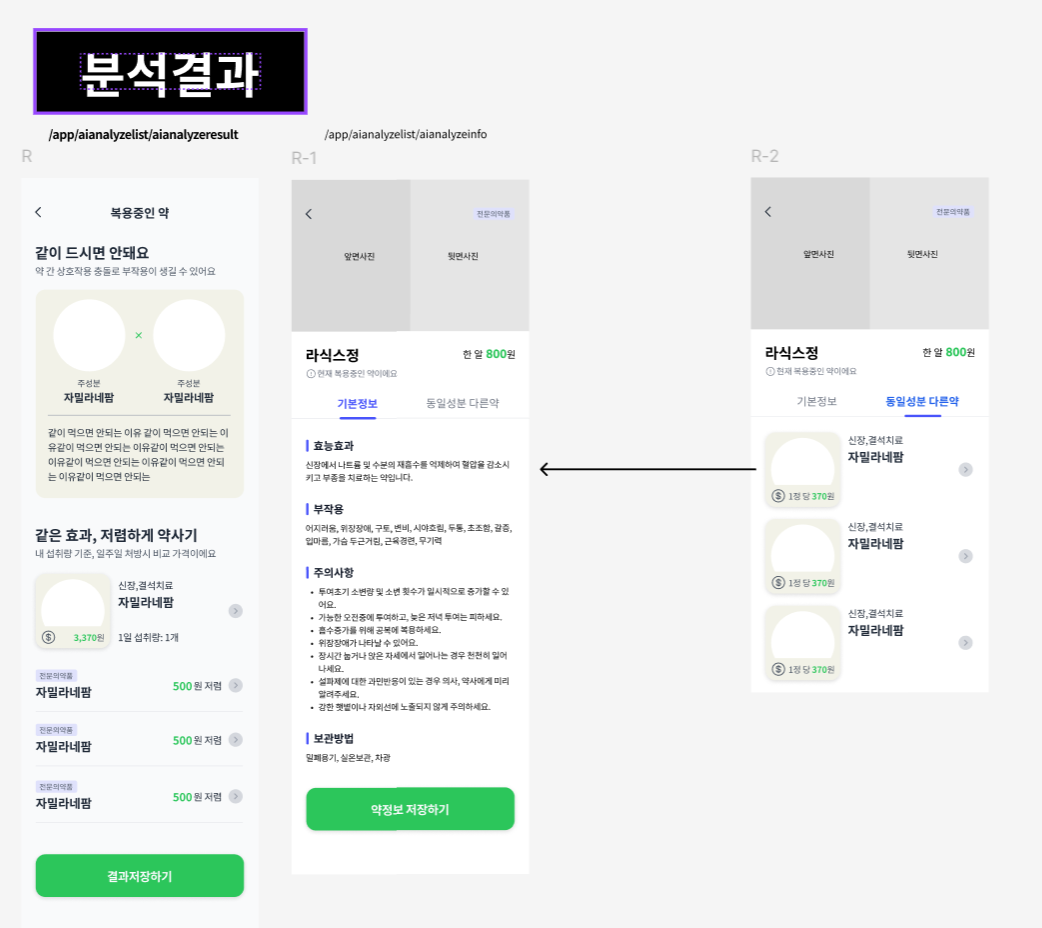 분석결과
/app/aianalyzelist/aianalyzeresult
/app/aianalyzelist/aianalyzeinfo
R
복용중인 약
같이 드시면 안돼요
약 간 상호작용 충돌로 부작용이 생길 수 있어요
×
주성분
자밀라네팜
주성분
자밀라네팜
같이 먹으면 안되는 이유 같이 먹으면 안되는 이
유같이 먹으면 안되는 이유같이 먹으면 안되는
이유같이 먹으면 안되는 이유같이 먹으면 안되
는 이유같이 먹으면 안되는
같은 효과, 저렴하게 약사기
내 섭취량 기준, 일주일 처방시 비교 가격이에요
신장,결석치료
자밀라네팜
$ 3,370원
1일 섭취량: 1개
전문의약품
자밀라네팜
500원 저렴
전문의약품
자밀라네팜
500원 저렴
전문의약품
자밀라네팜
500원 저렴
결과저장하기
R-1
전문의약품
앞면사진
뒷면사진
라식스정
한 알 800원
현재 복용중인 약이에요
기본정보
동일성분 다른약
효능효과
신장에서 나트륨 및 수분의 재흡수를 억제하여 혈압을 감소시
키고 부종을 치료하는 약입니다.
부작용
어지러움, 위장장애, 구토, 변비, 시야흐림, 두통, 초조함, 갈증,
입마름, 가슴 두근거림, 근육경련, 무기력
주의사항
• 투여초기 소변량 및 소변 횟수가 일시적으로 증가할 수 있
어요.
• 가능한 오전중에 투여하고, 늦은 저녁 투여는 피하세요.
• 흡수증가를 위해 공복에 복용하세요.
• 위장장애가 나타날 수 있어요.
• 장시간 눕거나 앉은 자세에서 일어나는 경우 천천히 일어
나세요.
• 설파제에 대한 과민반응이 있는 경우 의사, 약사에게 미리
알려주세요.
• 강한 햇볕이나 자외선에 노출되지 않게 주의하세요.
보관방법
밀폐용기, 실온보관, 차광
약정보 저장하기
R-2
전문의약품
앞면사진
뒷면사진
라식스정
한 알 800원
현재 복용중인 약이에요
기본정보
동일성분 다른약
신장,결석치료
자밀라네팜
$ 1정 당 370원
신장,결석치료
자밀라네팜
$ 1정 당 370원
신장,결석치료
자밀라네팜
$ 1정 당 370원